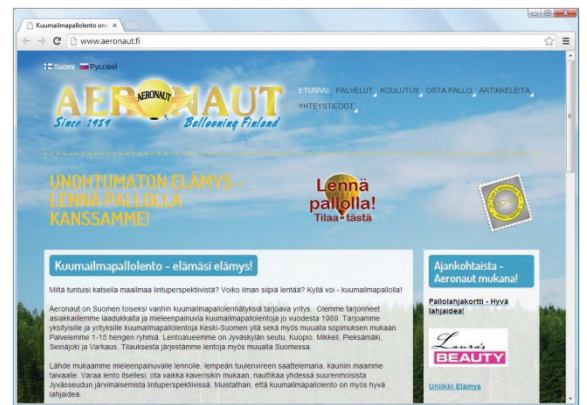 Kuumailmapallolento onn
www.aeronaut.fi
Suomi Русский
AERONAUT
AERONAUT
Since 1989 Ballooning Finland
ETUSIVU PALVELUT KOULUTUS OSTA PALLO ARTIKKELEITA
YHTEYSTIEDOT
UNOHTUMATON ELÄMYS -
LENNÄ PALLOLLA
KANSSAMME!
Lennä
pallolla!
Tilaa tästä
Kuumailmapallolento - elämäsi elämys!
Miltä tuntuisi katsella maailmaa lintuperspektiivistä? Voiko ilman siipiä lentää? Kyllä voi - kuumailmapallolla!
Aeronaut on Suomen toiseksi vanhin kuumailmapallolennätyksiä tarjoava yritys. Olemme tarjonneet
asiakkaillemme laadukkaita ja mieleenpainuvia kuumailmapallolentoja jo vuodesta 1989. Tarjoamme
yksityisille ja yrityksille kuumailmapallolentoja Keski-Suomen yllä sekä myös muualla sopimuksen mukaan.
Palvelemme 1-15 hengen ryhmiä. Lentoalueemme on Jyväskylän seutu, Kuopio, Mikkeli, Pieksämäki,
Seinäjoki ja Varkaus. Tilauksesta järjestämme lentoja myös muualla Suomessa.
Lähde mukaamme mieleenpainuvalle lennolle, lempeän tuulenvireen saattelemana, kauniim maamme
taivaalle. Varaa lento itsellesi, ota vaikka kaverisikin mukaan, nauttikaa yhdessä suurenmoisista
Jyvässeudun järvimaisemista lintuperspektiivissä. Muistathan, että kuumailmapallolento on myös hyvä
lahjaidea.
Ajankohtaista -
Aeronaut mukana!
Pallolahjakortti - Hyvä
lahjaidea!
Laura's
BEAUTY
Uniikki Elämys